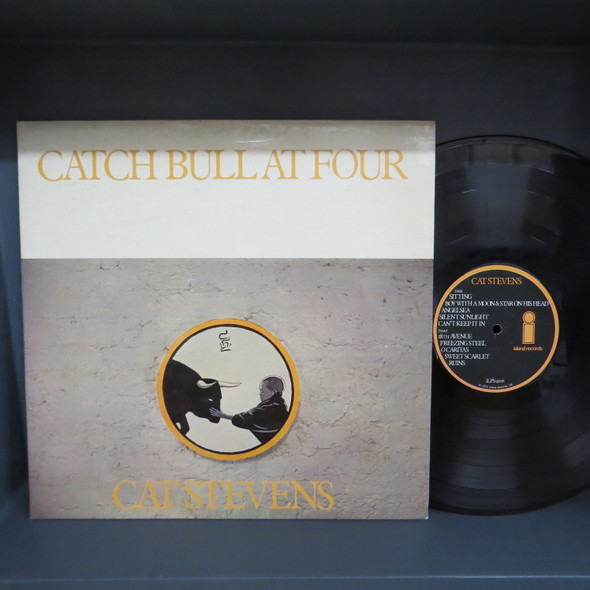 CATCH BULL AT FOUR
CAT STEVENS
CAT STEVENS
SITTING
BOY WITH A MOON & STAR ON HIS HEAD
ANGELSEA
SILENT SUNLIGHT
CAN'T KEEP IT IN
18TH AVENUE
FREEZING STEEL
O CARITAS
SWEET SCARLET
RUINS
i
island records